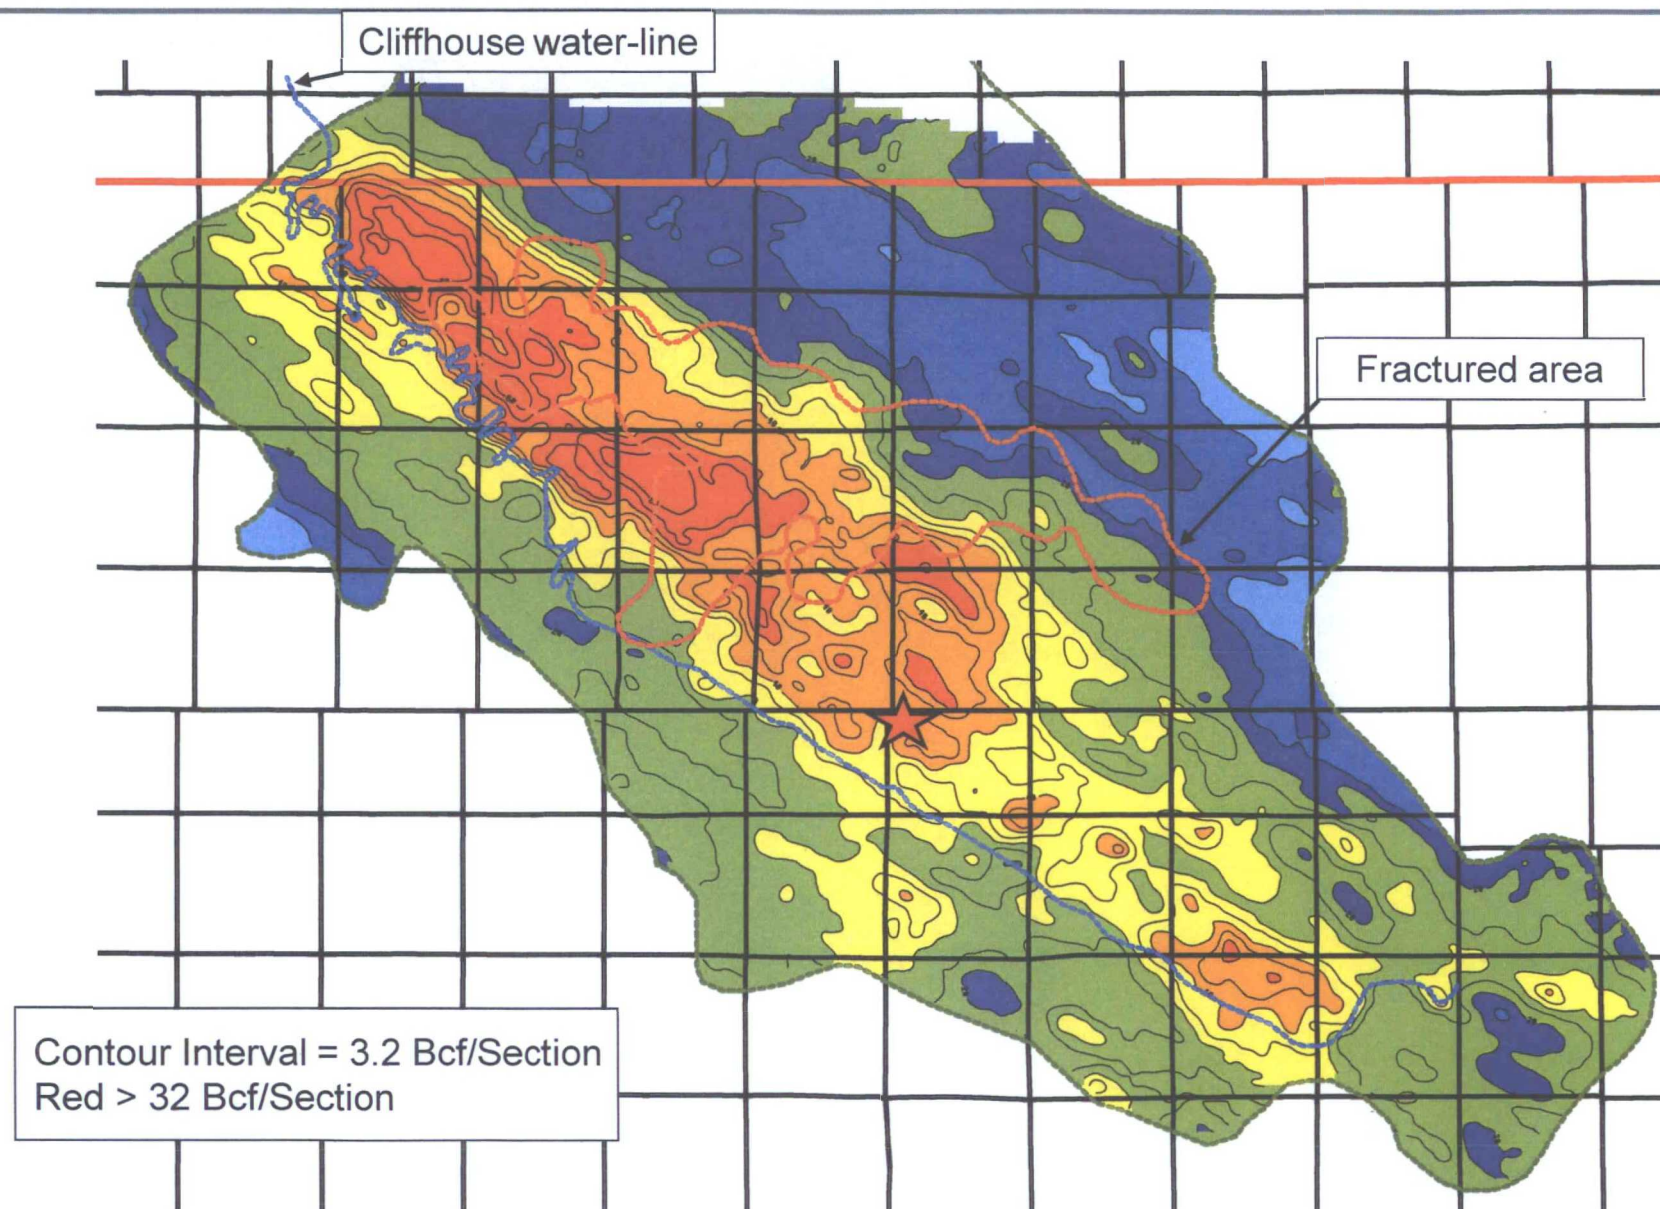 Cliffhouse water-line
Fractured area
Contour Interval = 3.2 Bcf/Section
Red > 32 Bcf/Section